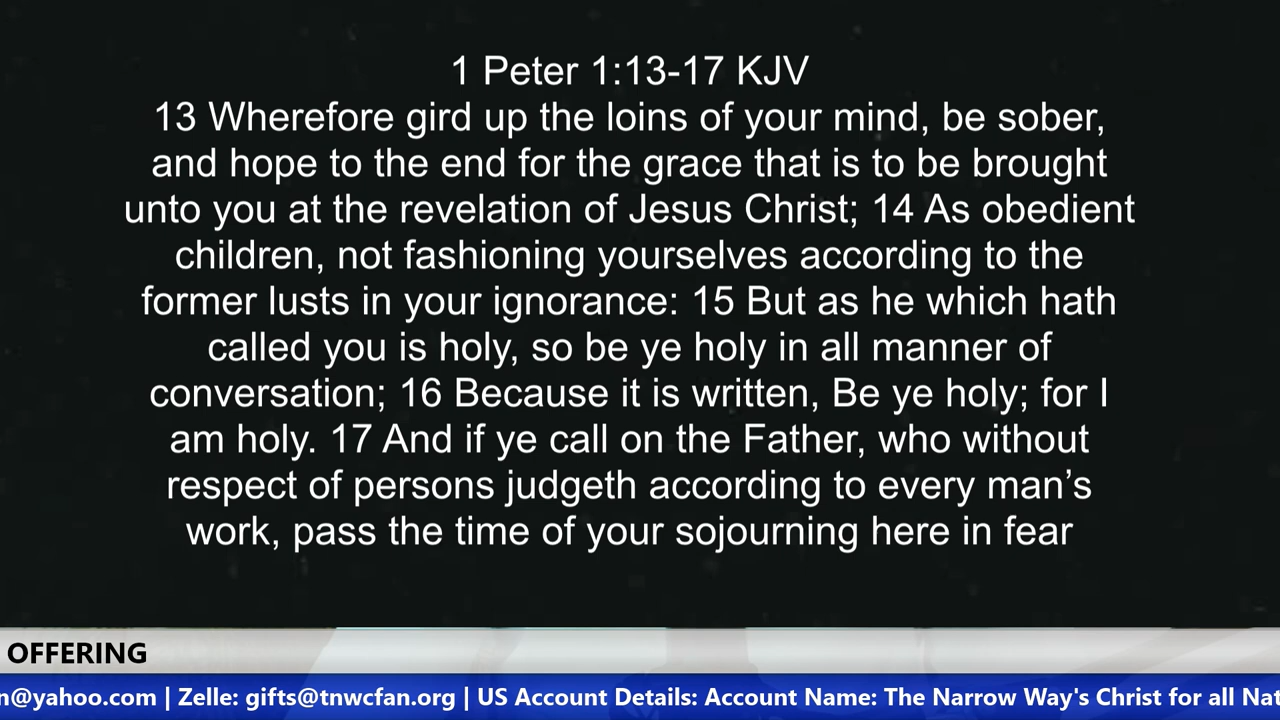 1 Peter 1:13-17 KJV
13 Wherefore gird up the loins of your mind, be sober,
and hope to the end for the grace that is to be brought
unto you at the revelation of Jesus Christ; 14 As obedient
children, not fashioning yourselves according to the
former lusts in your ignorance: 15 But as he which hath
called you is holy, so be ye holy in all manner of
conversation; 16 Because it is written, Be ye holy; for I
am holy. 17 And if ye call on the Father, who without
respect of persons judgeth according to every man’s
work, pass the time of your sojourning here in fear
OFFERING
n@yahoo.com | Zelle: gifts@tnwcfan.org | US Account Details: Account Name: The Narrow Way's Christ for all Nat